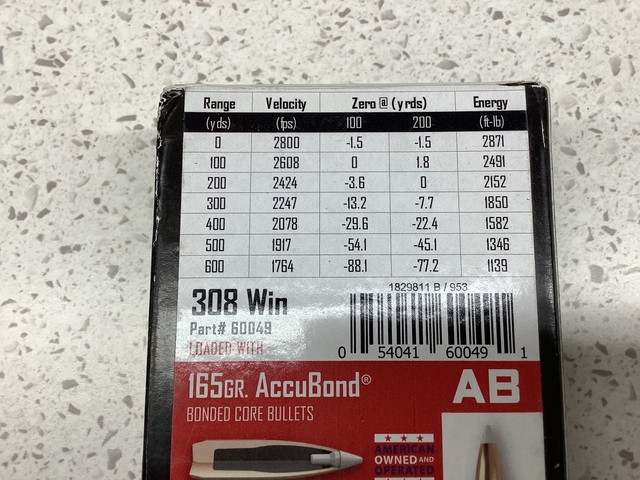 Range Velocity Zero @ (yrds) Energy
(yds) (fps) 100 200 (ft-lb)
0 2800 -1.5 -1.5 2871
100 2608 0 1.8 2491
200 2424 -3.6 0 2152
300 2247 -13.2 -7.7 1850
400 2078 -29.6 -22.4 1582
500 1917 -54.1 -45.1 1346
600 1764 -88.1 -77.2 1139
1829811 B / 953
308 Win
Part# 60049
LOADED WITH
0 54041 60049 1
165GR. AccuBond® AB
BONDED CORE BULLETS
AMERICAN
OWNED AND
OPERATED